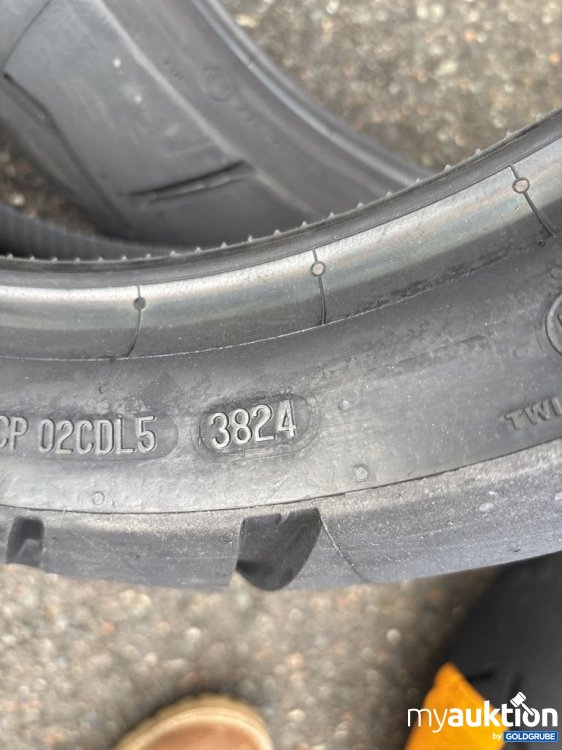 CP 02CDL5 3824
TWI
myauktion
by GOLDGRUBE